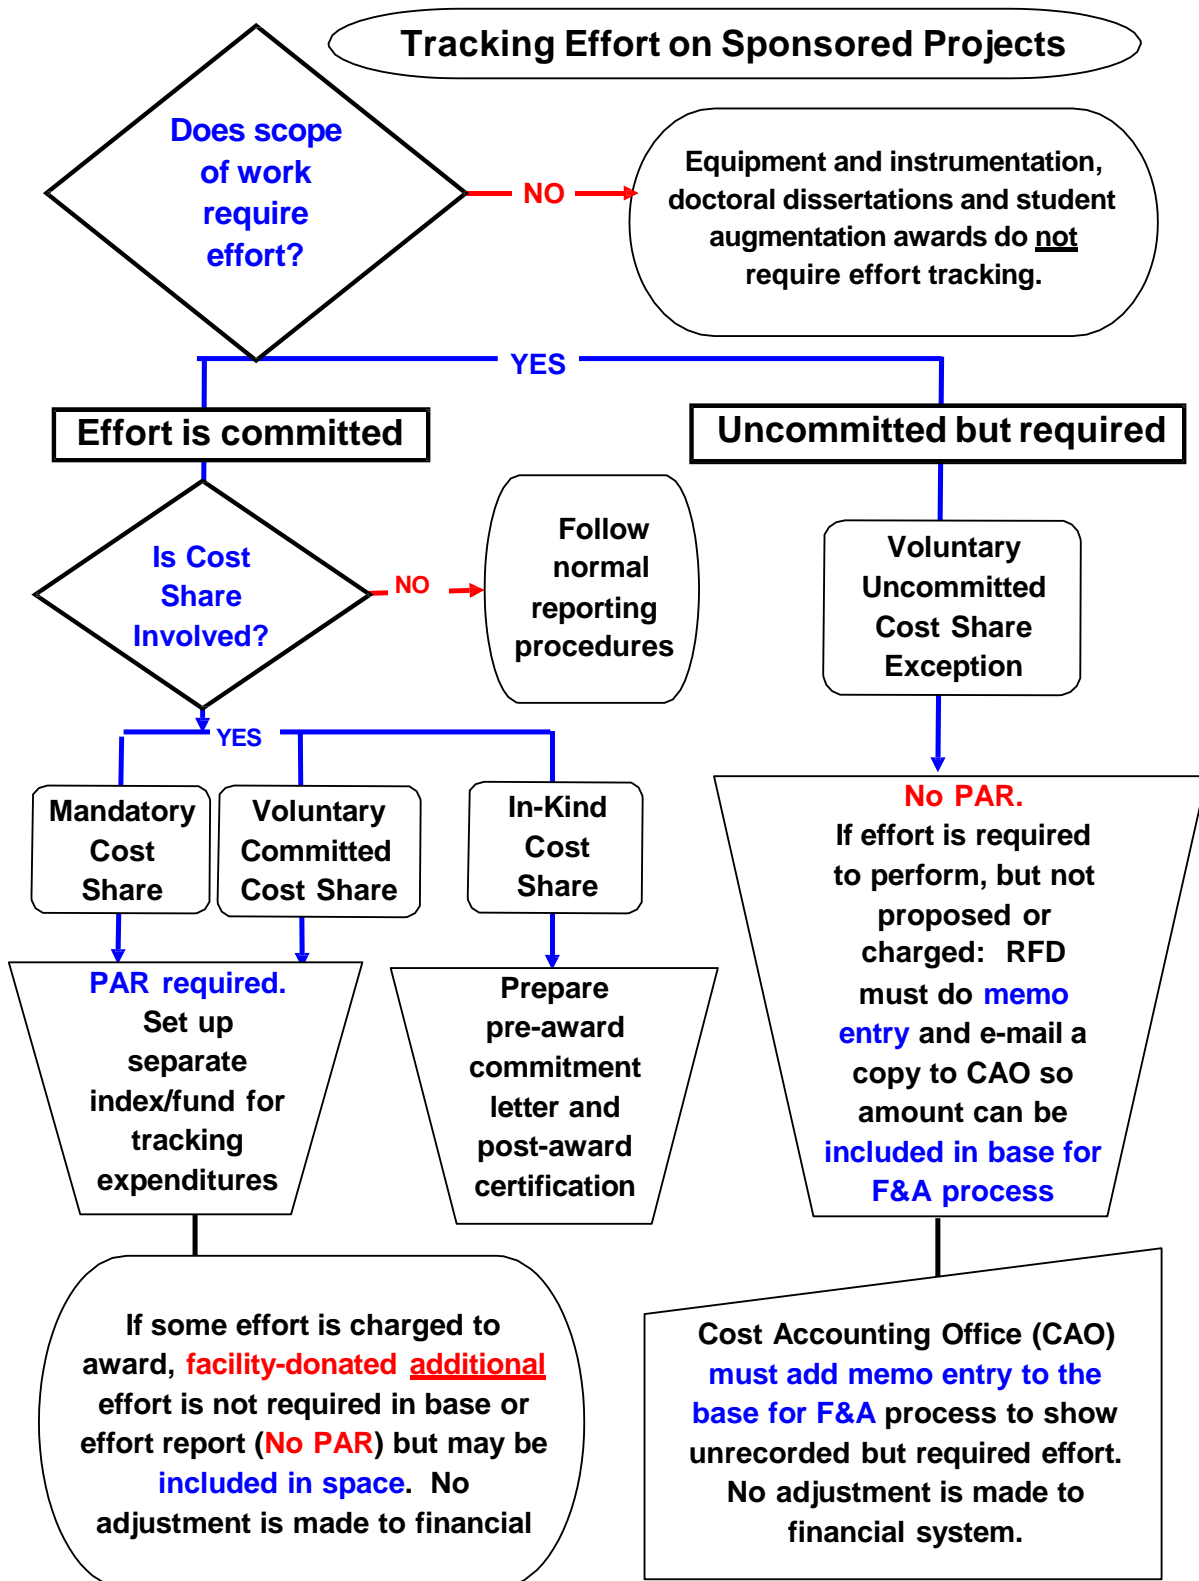 Tracking Effort on Sponsored Projects
Does scope
of work
require
effort?
NO
Equipment and instrumentation,
doctoral dissertations and student
augmentation awards do not
require effort tracking.
YES
Effort is committed
Uncommitted but required
Is Cost
Share
Involved?
NO
Follow
normal
reporting
procedures
Voluntary
Uncommitted
Cost Share
Exception
YES
Mandatory
Cost
Share
Voluntary
Committed
Cost Share
In-Kind
Cost
Share
No PAR.
If effort is required
to perform, but not
proposed or
charged: RFD
must do memo
entry and e-mail a
copy to CAO so
amount can be
included in base for
F&A process
PAR required.
Set up
separate
index/fund for
tracking
expenditures
Prepare
pre-award
commitment
letter and
post-award
certification
If some effort is charged to
award, facility-donated additional
effort is not required in base or
effort report (No PAR) but may be
included in space. No
adjustment is made to financial
Cost Accounting Office (CAO)
must add memo entry to the
base for F&A process to show
unrecorded but required effort.
No adjustment is made to
financial system.